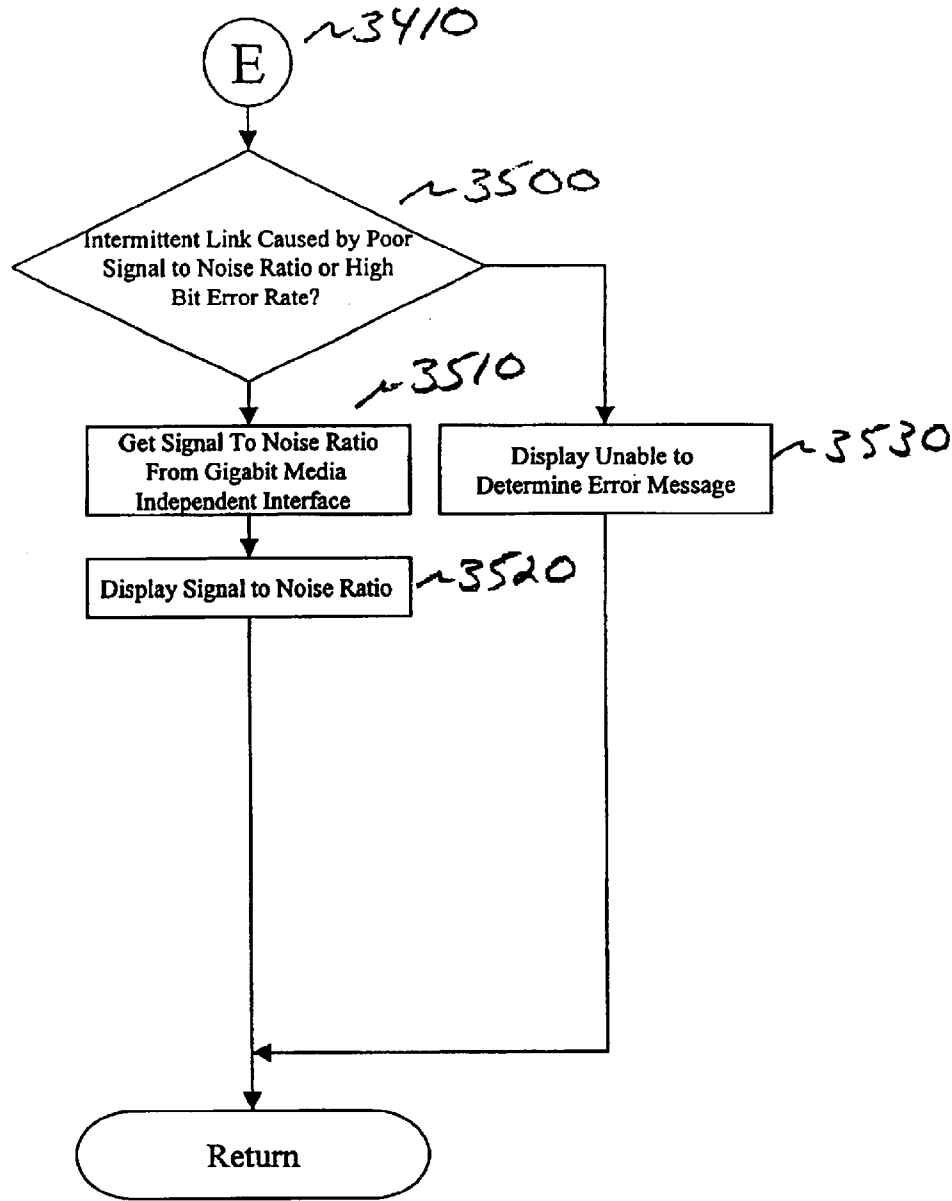 E
~3410
~3500
Intermittent Link Caused by Poor
Signal to Noise Ratio or High
Bit Error Rate?
~3510
Get Signal To Noise Ratio
From Gigabit Media
Independent Interface
Display Unable to
Determine Error Message
~3530
Display Signal to Noise Ratio
~3520
Return